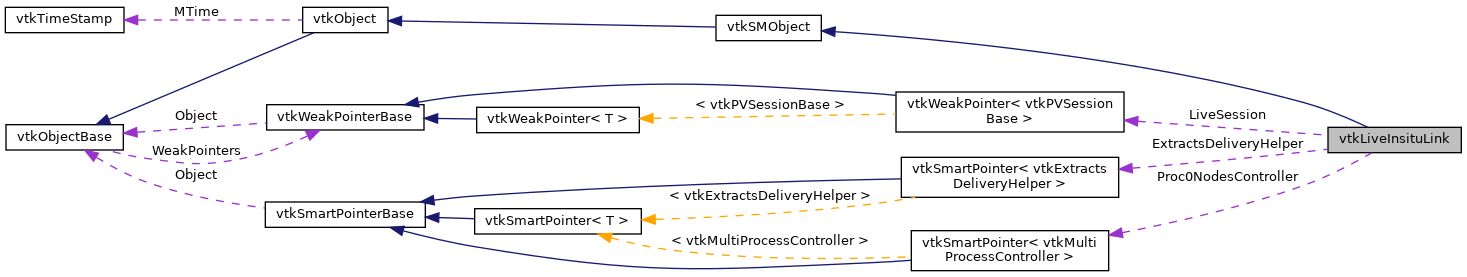 vtkTimeStamp
MTime
vtkObject
vtkSMObject
vtkObjectBase
Object
WeakPointers
Object
vtkWeakPointerBase
vtkWeakPointer< T >
< vtkPVSessionBase >
vtkWeakPointer< vtkPVSession
Base >
LiveSession
vtkLiveInsituLink
ExtractsDeliveryHelper
Proc0NodesController
vtkSmartPointer< vtkExtracts
DeliveryHelper >
< vtkExtractsDeliveryHelper >
vtkSmartPointerBase
vtkSmartPointer< T >
< vtkMultiProcessController >
vtkSmartPointer< vtkMulti
ProcessController >